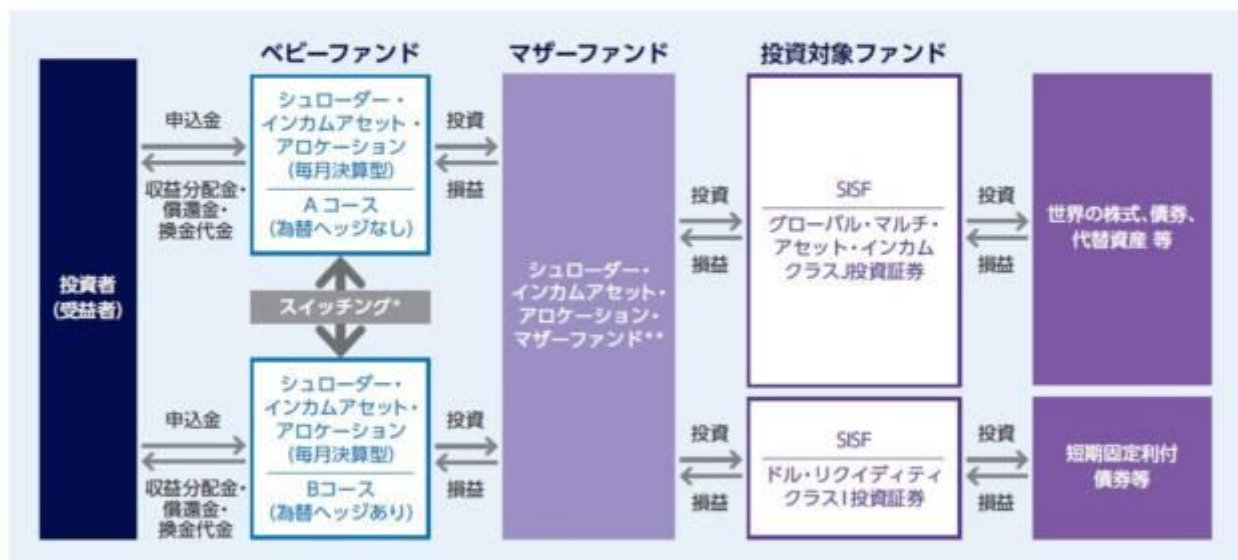 ベビーファンド
マザーファンド
投資対象ファンド
投資者
(受益者)
申込金
収益分配金・
償還金・
換金代金
シュローダー・
インカムアセット・
アロケーション
(毎月決算型)
Aコース
(為替ヘッジなし)
スイッチング*
申込金
収益分配金・
償還金・
換金代金
シュローダー・
インカムアセット・
アロケーション
(毎月決算型)
Bコース
(為替ヘッジあり)
投資
損益
投資
損益
シュローダー・
インカムアセット・
アロケーション・
マザーファンド**
投資
損益
SISF
グローバル・マルチ・
アセット・インカム
クラスJ投資証券
投資
損益
世界の株式、債券、
代替資産 等
投資
損益
SISF
ドル・リクイディティ
クラスI投資証券
投資
損益
短期固定利付
債券等